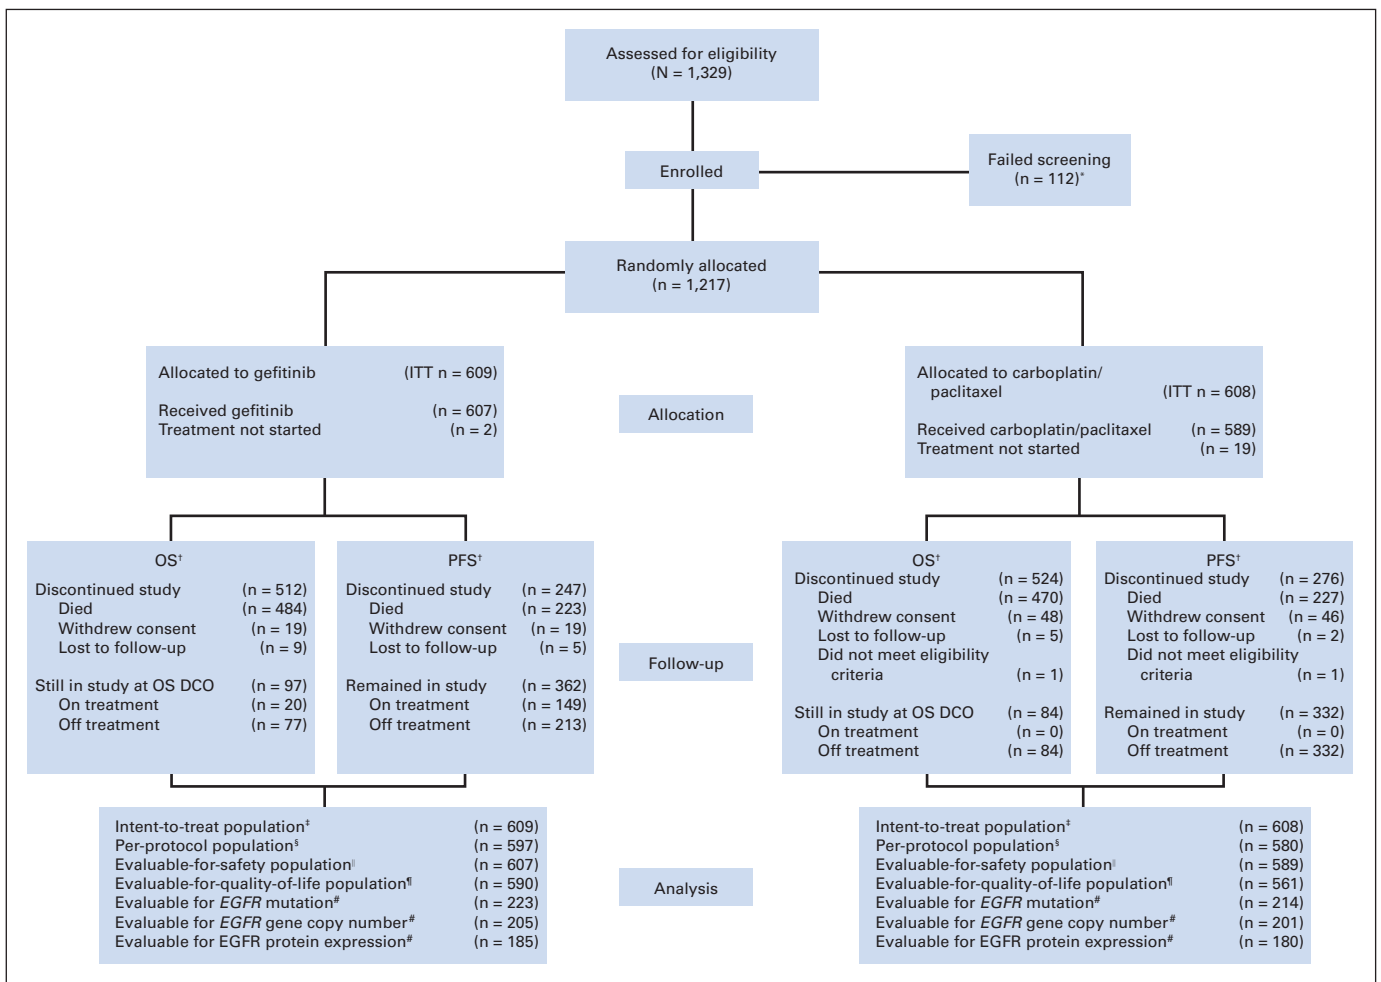 Assessed for eligibility
(N = 1,329)
Enrolled
Failed screening
(n = 112)*
Randomly allocated
(n = 1,217)
Allocated to gefitinib (ITT n = 609)
Received gefitinib (n = 607)
Treatment not started (n = 2)
Allocation
Allocated to carboplatin/
paclitaxel (ITT n = 608)
Received carboplatin/paclitaxel (n = 589)
Treatment not started (n = 19)
OS†
Discontinued study (n = 512)
Died (n = 484)
Withdrew consent (n = 19)
Lost to follow-up (n = 9)
Still in study at OS DCO (n = 97)
On treatment (n = 20)
Off treatment (n = 77)
PFS†
Discontinued study (n = 247)
Died (n = 223)
Withdrew consent (n = 19)
Lost to follow-up (n = 5)
Remained in study (n = 362)
On treatment (n = 149)
Off treatment (n = 213)
Follow-up
OS†
Discontinued study (n = 524)
Died (n = 470)
Withdrew consent (n = 48)
Lost to follow-up (n = 5)
Did not meet eligibility
criteria (n = 1)
Still in study at OS DCO (n = 84)
On treatment (n = 0)
Off treatment (n = 84)
PFS†
Discontinued study (n = 276)
Died (n = 227)
Withdrew consent (n = 46)
Lost to follow-up (n = 2)
Did not meet eligibility
criteria (n = 1)
Remained in study (n = 332)
On treatment (n = 0)
Off treatment (n = 332)
Intent-to-treat population‡ (n = 609)
Per-protocol population§ (n = 597)
Evaluable-for-safety population‖ (n = 607)
Evaluable-for-quality-of-life population¶ (n = 590)
Evaluable for EGFR mutation# (n = 223)
Evaluable for EGFR gene copy number# (n = 205)
Evaluable for EGFR protein expression# (n = 185)
Analysis
Intent-to-treat population‡ (n = 608)
Per-protocol population§ (n = 580)
Evaluable-for-safety population‖ (n = 589)
Evaluable-for-quality-of-life population¶ (n = 561)
Evaluable for EGFR mutation# (n = 214)
Evaluable for EGFR gene copy number# (n = 201)
Evaluable for EGFR protein expression# (n = 180)